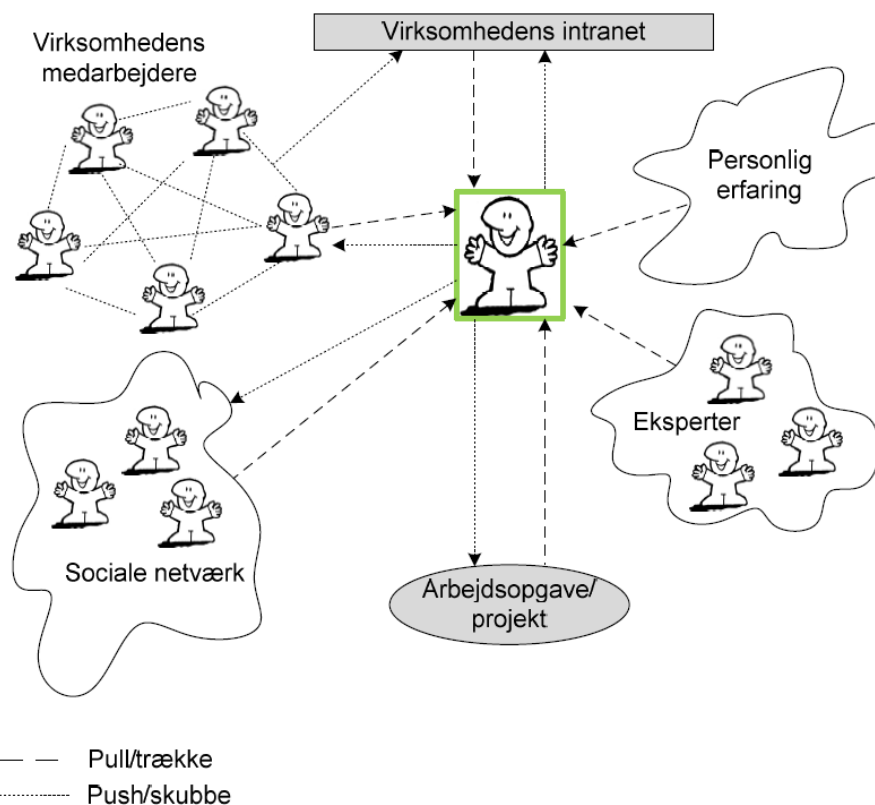 Virksomhedens intranet
Virksomhedens
medarbejdere
Personlig
erfaring
Eksperter
Sociale netværk
Arbejdsopgave/
projekt
Pull/trække
Push/skubbe